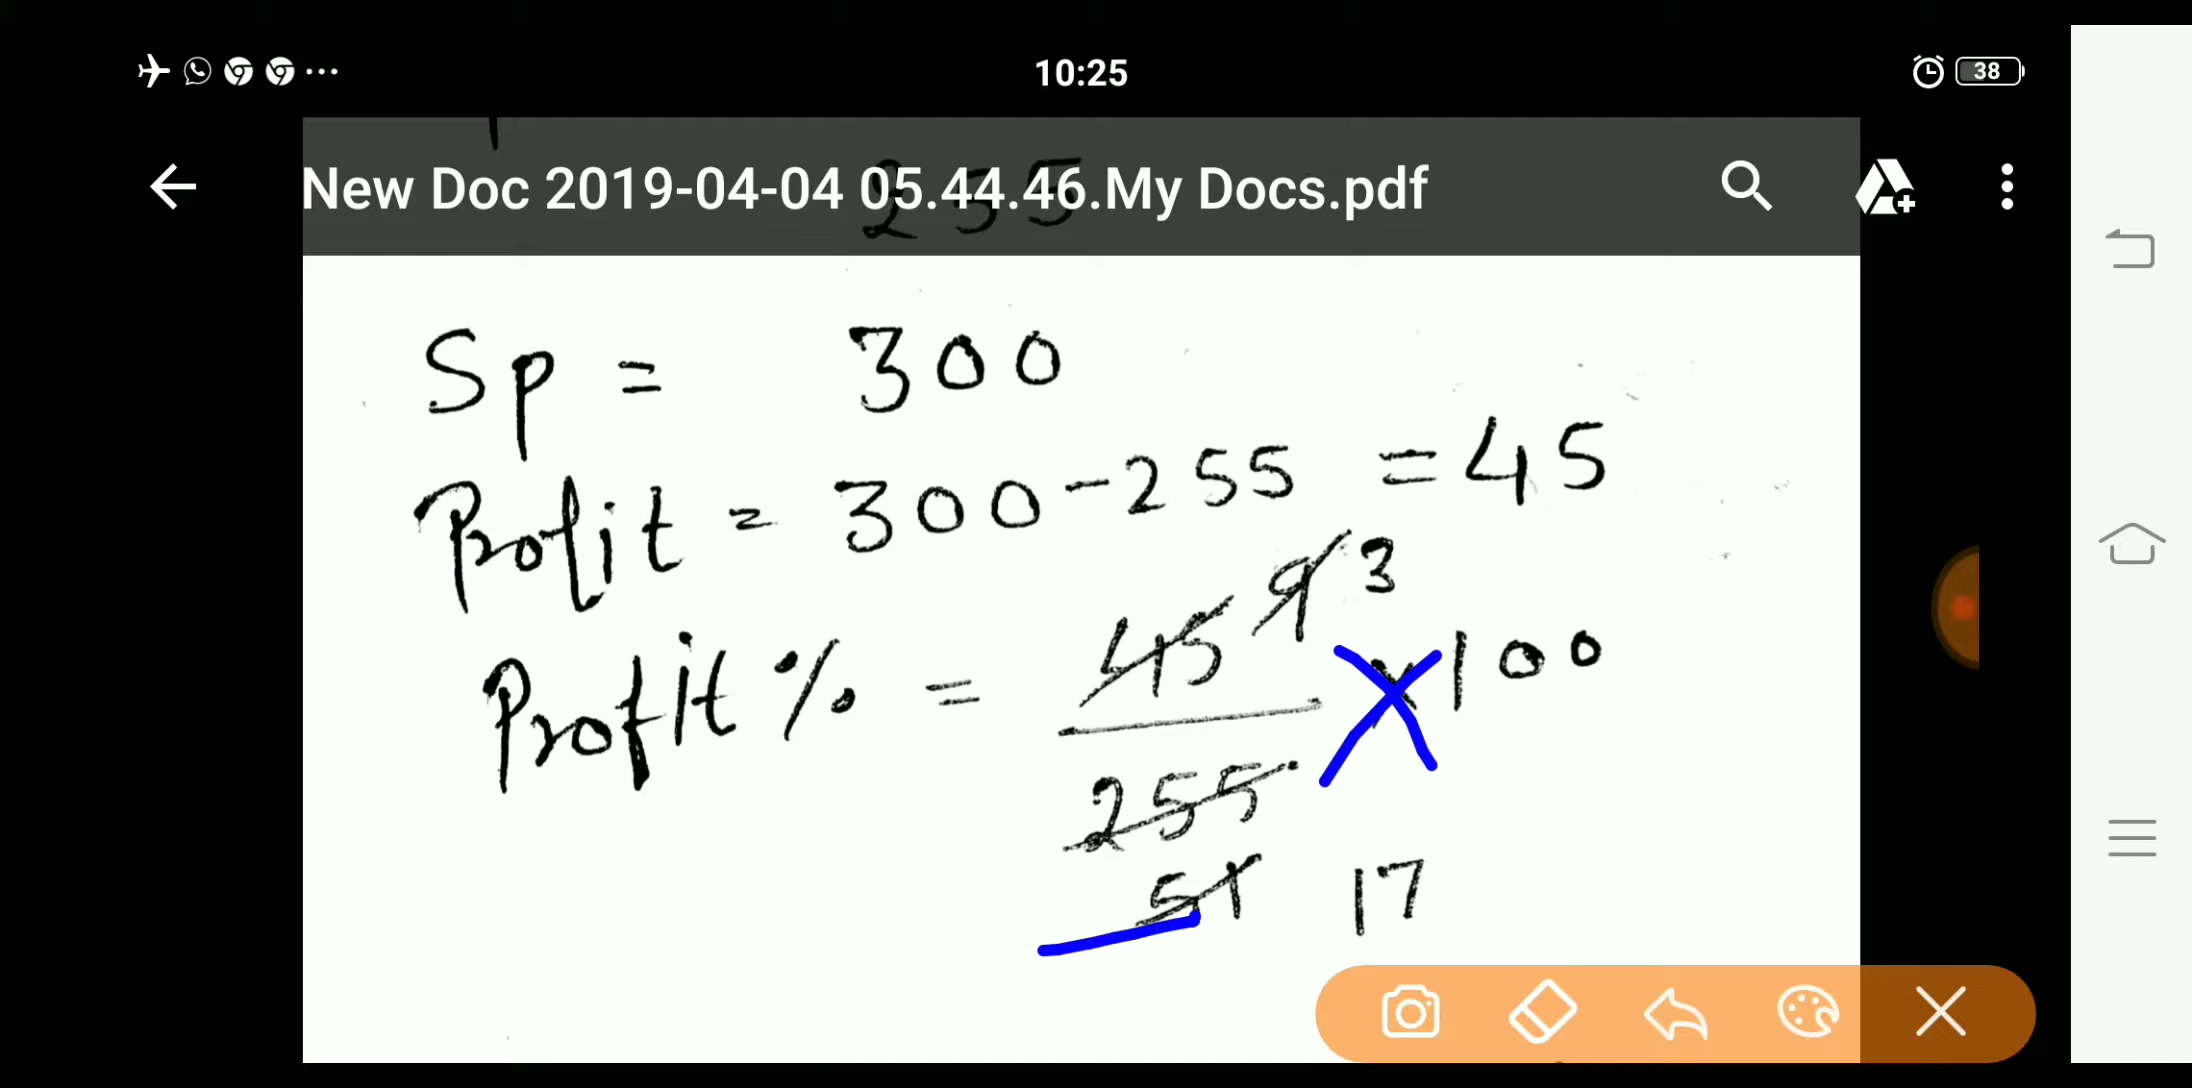 10:25
38
New Doc 2019-04-04 05.44.46.My Docs.pdf
255
Sp = 300
Profit = 300-255 = 45
Profit % = 45 9 3 ×100
255
51 17